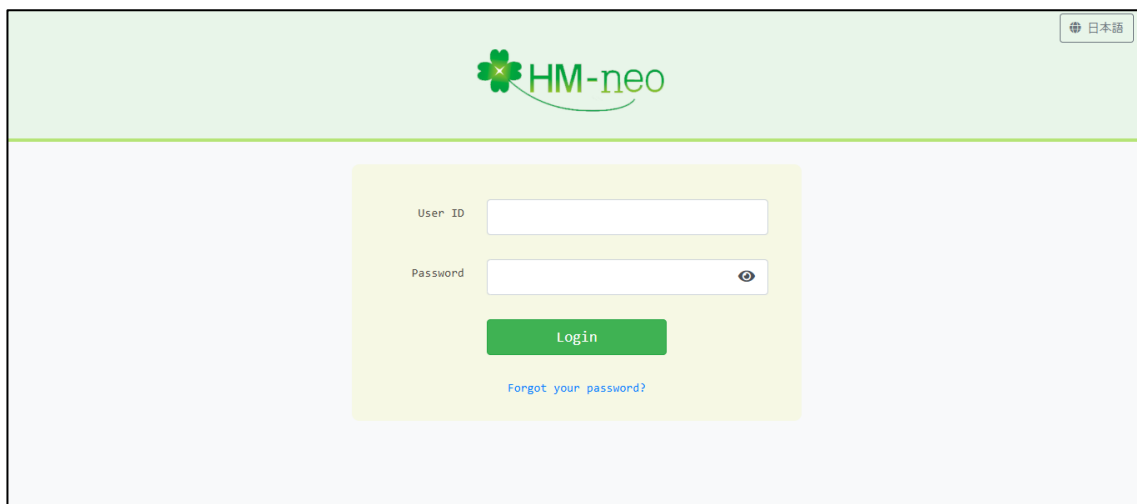 日本語
HM-neo
User ID
Password
Login
Forgot your password?